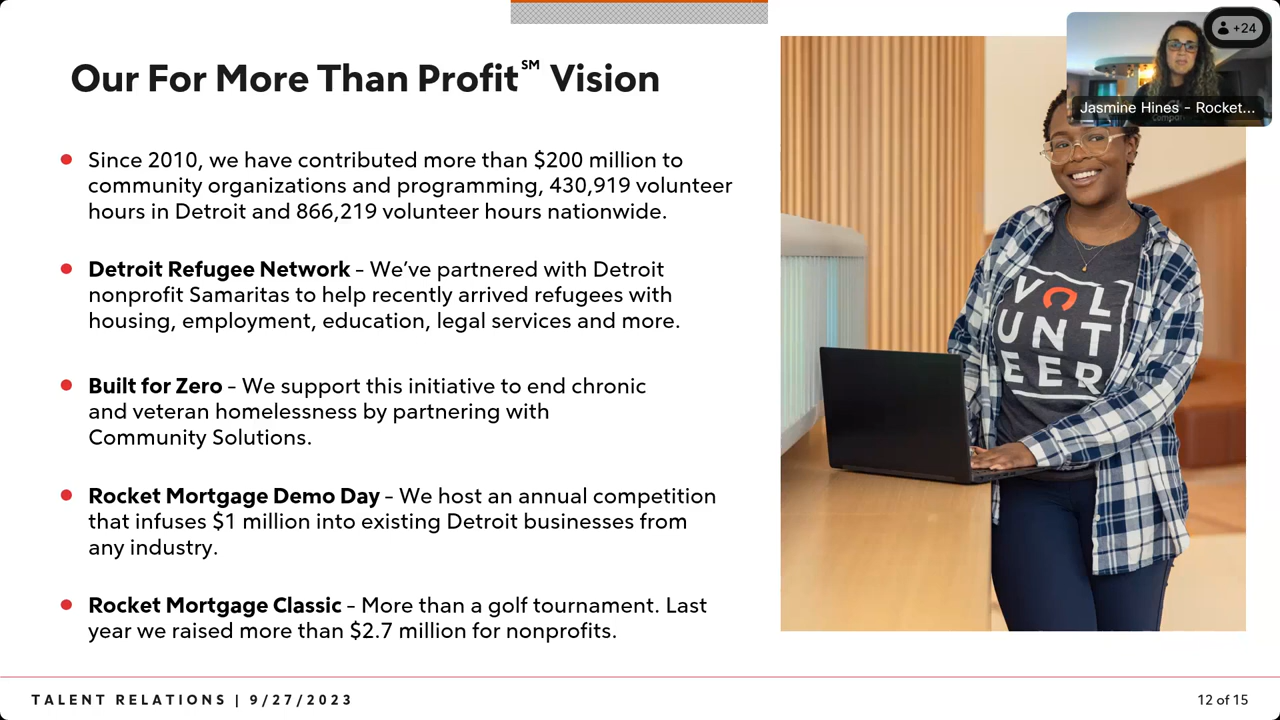 +24
Jasmine Hines - Rocket...
Our For More Than Profit℠ Vision
Since 2010, we have contributed more than $200 million to
community organizations and programming, 430,919 volunteer
hours in Detroit and 866,219 volunteer hours nationwide.
Detroit Refugee Network - We've partnered with Detroit
nonprofit Samaritas to help recently arrived refugees with
housing, employment, education, legal services and more.
Built for Zero - We support this initiative to end chronic
and veteran homelessness by partnering with
Community Solutions.
Rocket Mortgage Demo Day - We host an annual competition
that infuses $1 million into existing Detroit businesses from
any industry.
Rocket Mortgage Classic - More than a golf tournament. Last
year we raised more than $2.7 million for nonprofits.
VOL
UNT
EER
TALENT RELATIONS | 9/27/2023
12 of 15